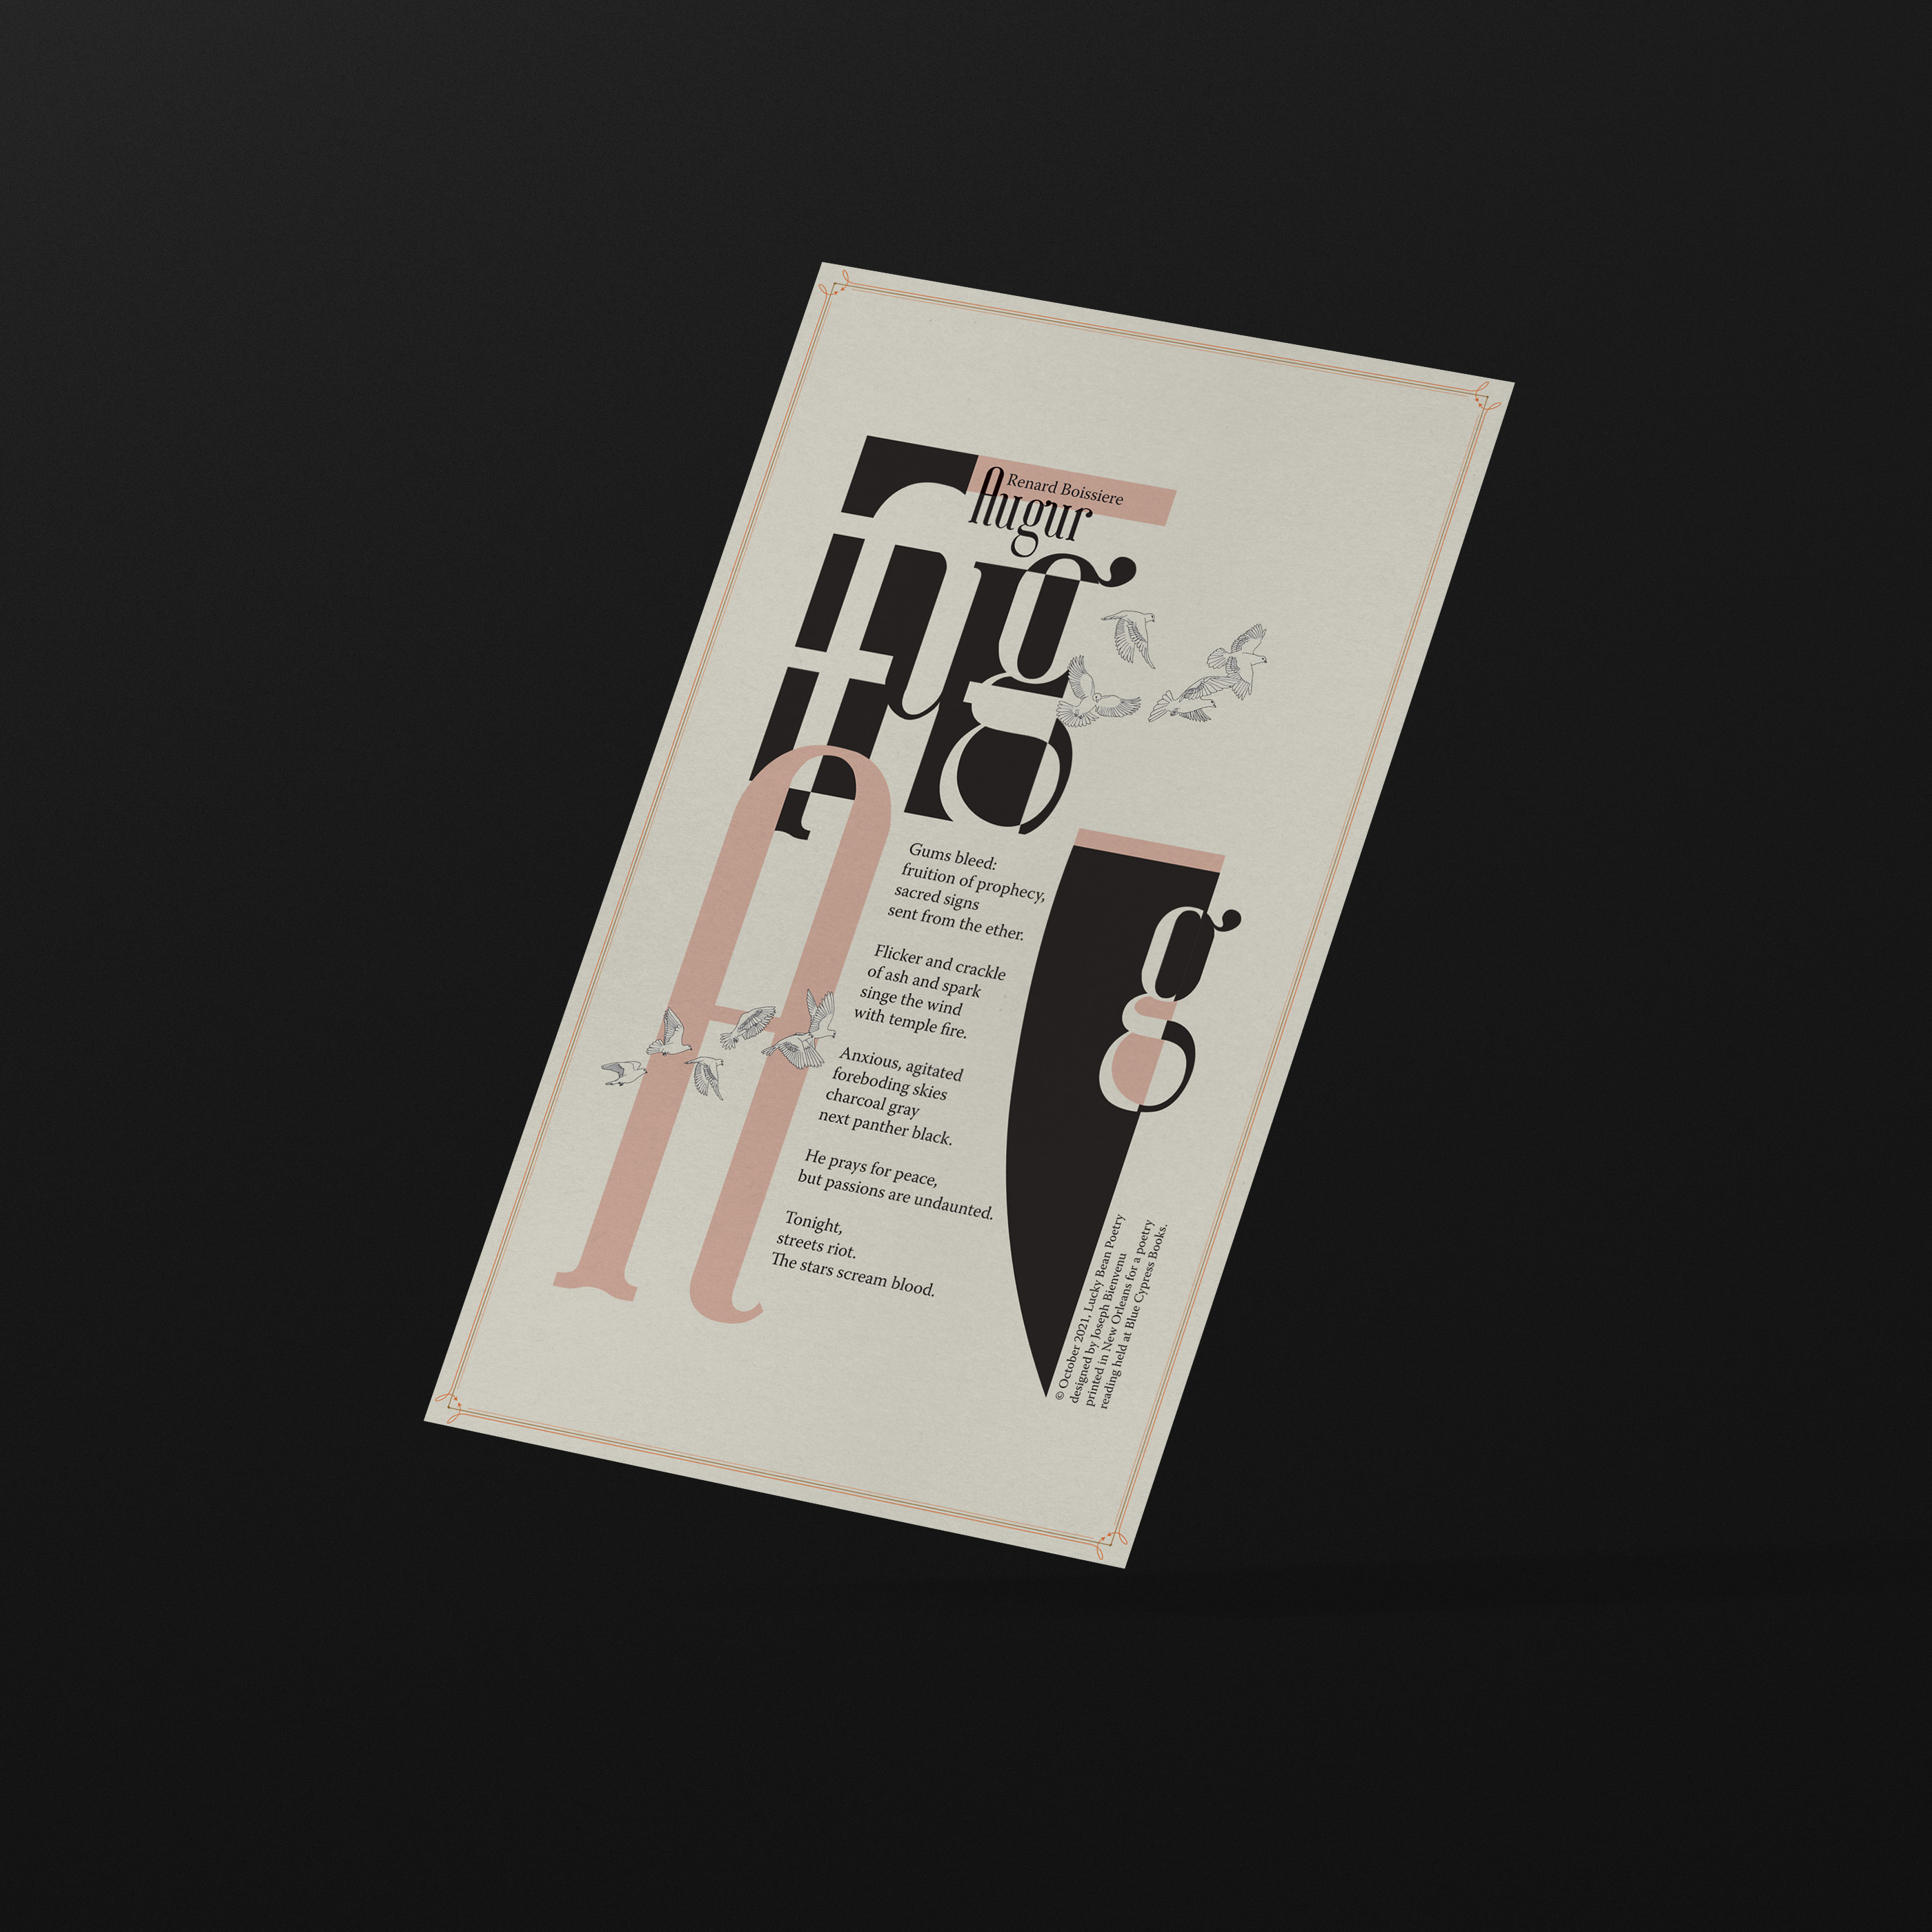 Renard Boissiere
Augur
A
u
g
A
Gums bleed:
fruition of prophecy,
sacred signs
sent from the ether.
Flicker and crackle
of ash and spark
singe the wind
with temple fire.
Anxious, agitated
foreboding skies
charcoal gray
next panther black.
He prays for peace,
but passions are undaunted.
Tonight,
streets riot.
The stars scream blood.
g
© October 2021, Lucky Bean Poetry
designed by Joseph Bienvenu
printed in New Orleans for a poetry
reading held at Blue Cypress Books.